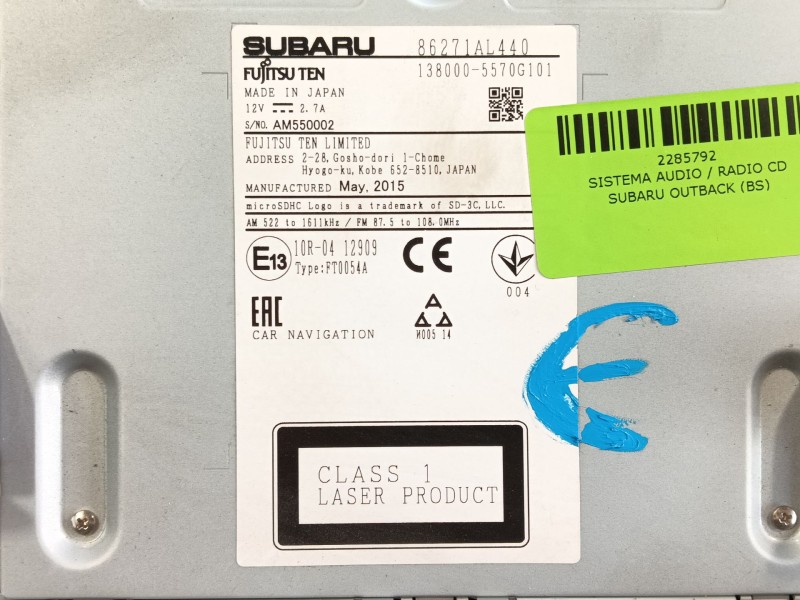 SUBARU 86271AL440
FUJITSU TEN 138000-5570G101
MADE IN JAPAN
12V 2.7A
S/NO. AM550002
FUJITSU TEN LIMITED
ADDRESS 2-28, Gosho-dori 1-Chome
Hyogo-ku, Kobe 652-8510, JAPAN
MANUFACTURED May, 2015
microSDHC Logo is a trademark of SD-3C, LLC.
AM 522 to 1611kHz / FM 87.5 to 108.0MHz
E13 10R-04 12909
Type:FT0054A
CE
004
EAC
CAR NAVIGATION
M005 14
CLASS 1
LASER PRODUCT
2285792
SISTEMA AUDIO / RADIO CD
SUBARU OUTBACK (BS)
E